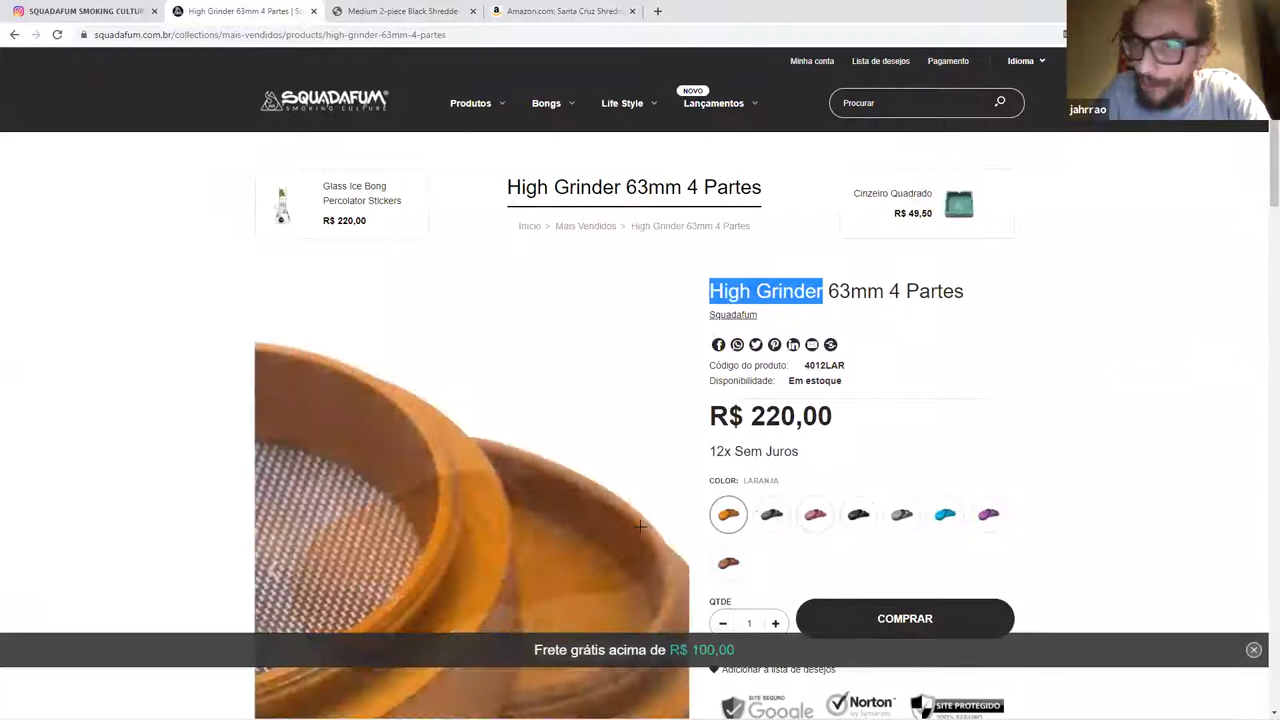 SQUADAFUM SMOKING CULTUR
High Grinder 63mm 4 Partes | S
Medium 2-piece Black Shredde
Amazon.com: Santa Cruz Shredd
squadafum.com.br/collections/mais-vendidos/products/high-grinder-63mm-4-partes
Minha conta
Lista de desejos
Pagamento
Idioma
jahrrao
SQUADAFUM®
SMOKING CULTURE
Produtos
Bongs
Life Style
NOVO
Lançamentos
Procurar
Glass Ice Bong
Percolator Stickers
R$ 220,00
High Grinder 63mm 4 Partes
Início > Mais Vendidos > High Grinder 63mm 4 Partes
Cinzeiro Quadrado
R$ 49,50
High Grinder 63mm 4 Partes
Squadafum
Código do produto: 4012LAR
Disponibilidade: Em estoque
R$ 220,00
12x Sem Juros
COLOR: LARANJA
QTDE
- 1 +
COMPRAR
Frete grátis acima de R$ 100,00
Adicionar a lista de desejos
SITE SEGURO
Google
Norton
by Symantec
SITE PROTEGIDO